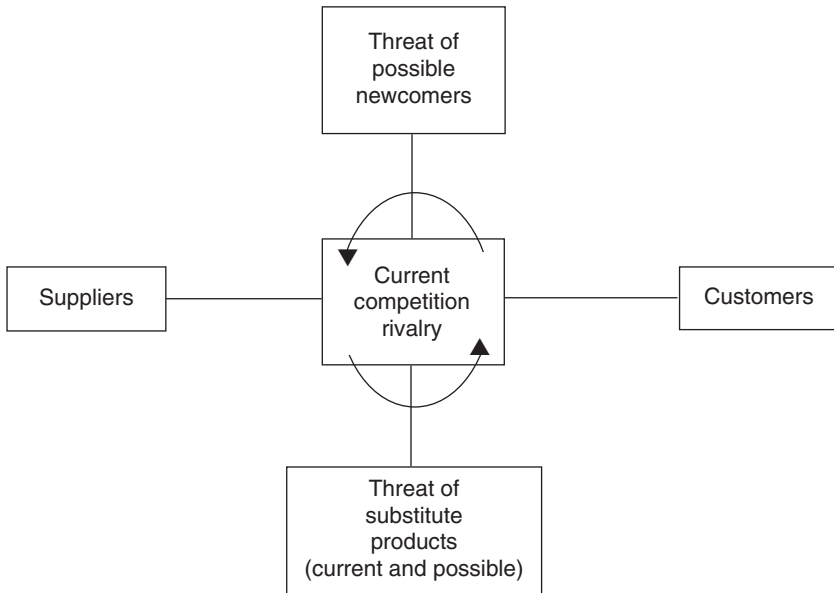 Threat of
possible
newcomers
Suppliers
Current
competition
rivalry
Customers
Threat of
substitute
products
(current and possible)